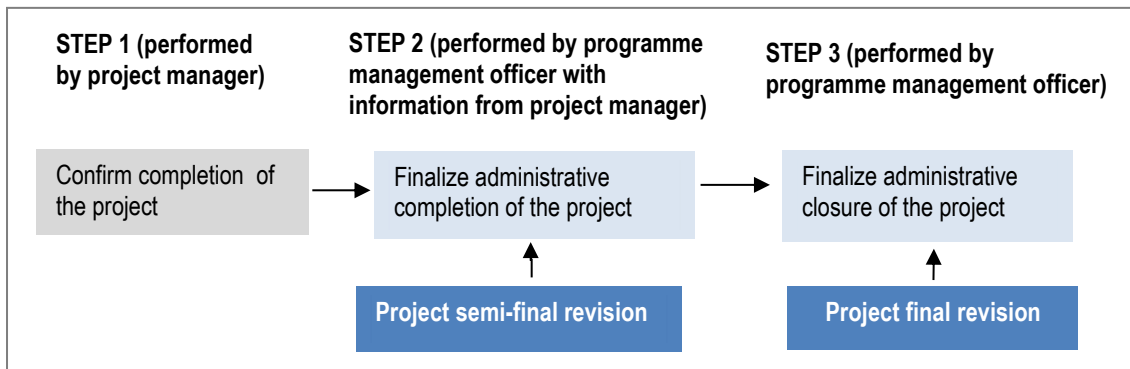 STEP 1 (performed
by project manager)
STEP 2 (performed by programme
management officer with
information from project manager)
STEP 3 (performed by
programme management officer)
Confirm completion of
the project
Finalize administrative
completion of the project
Finalize administrative
closure of the project
Project semi-final revision
Project final revision